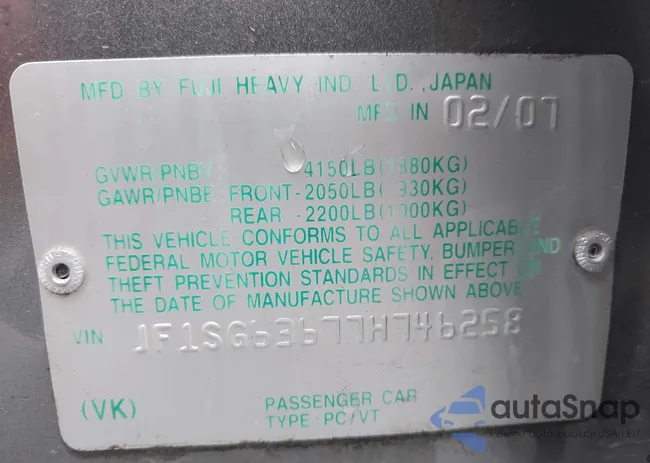 MFD BY FUJI HEAVY IND. LTD., JAPAN
MFD IN 02/07
GVWR/PNBV 4150LB(1880KG)
GAWR/PNBE FRONT-2050LB( 930KG)
REAR -2200LB(1000KG)
THIS VEHICLE CONFORMS TO ALL APPLICABLE
FEDERAL MOTOR VEHICLE SAFETY, BUMPER AND
THEFT PREVENTION STANDARDS IN EFFECT ON
THE DATE OF MANUFACTURE SHOWN ABOVE
VIN JF1SG63677H746258
(VK) PASSENGER CAR
TYPE PC/VT
autoSnap